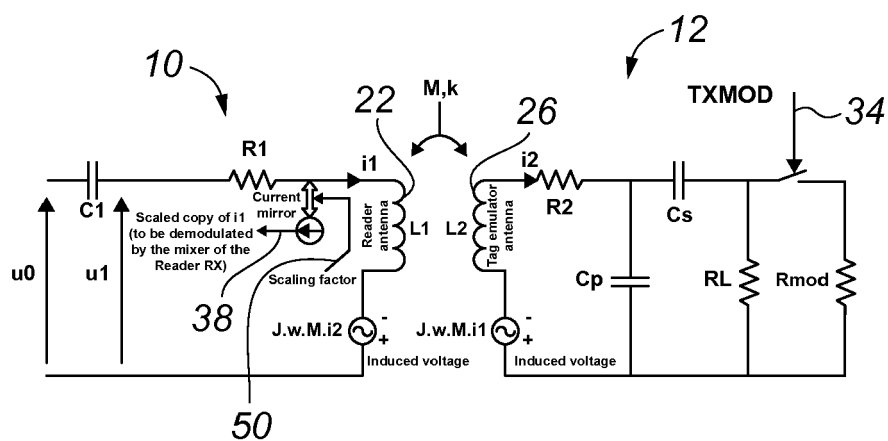 12
10
M,k
TXMOD
22
26
34
R1
i1
i2
C1
Current
mirror
Reader
antenna
L1
L2
Tag emulator
antenna
R2
Cs
Scaled copy of i1
(to be demodulated
by the mixer of the
Reader RX)
u0
u1
Scaling factor
Cp
RL
Rmod
38
J.w.M.i2
-
+
J.w.M.i1
-
+
Induced voltage
Induced voltage
50